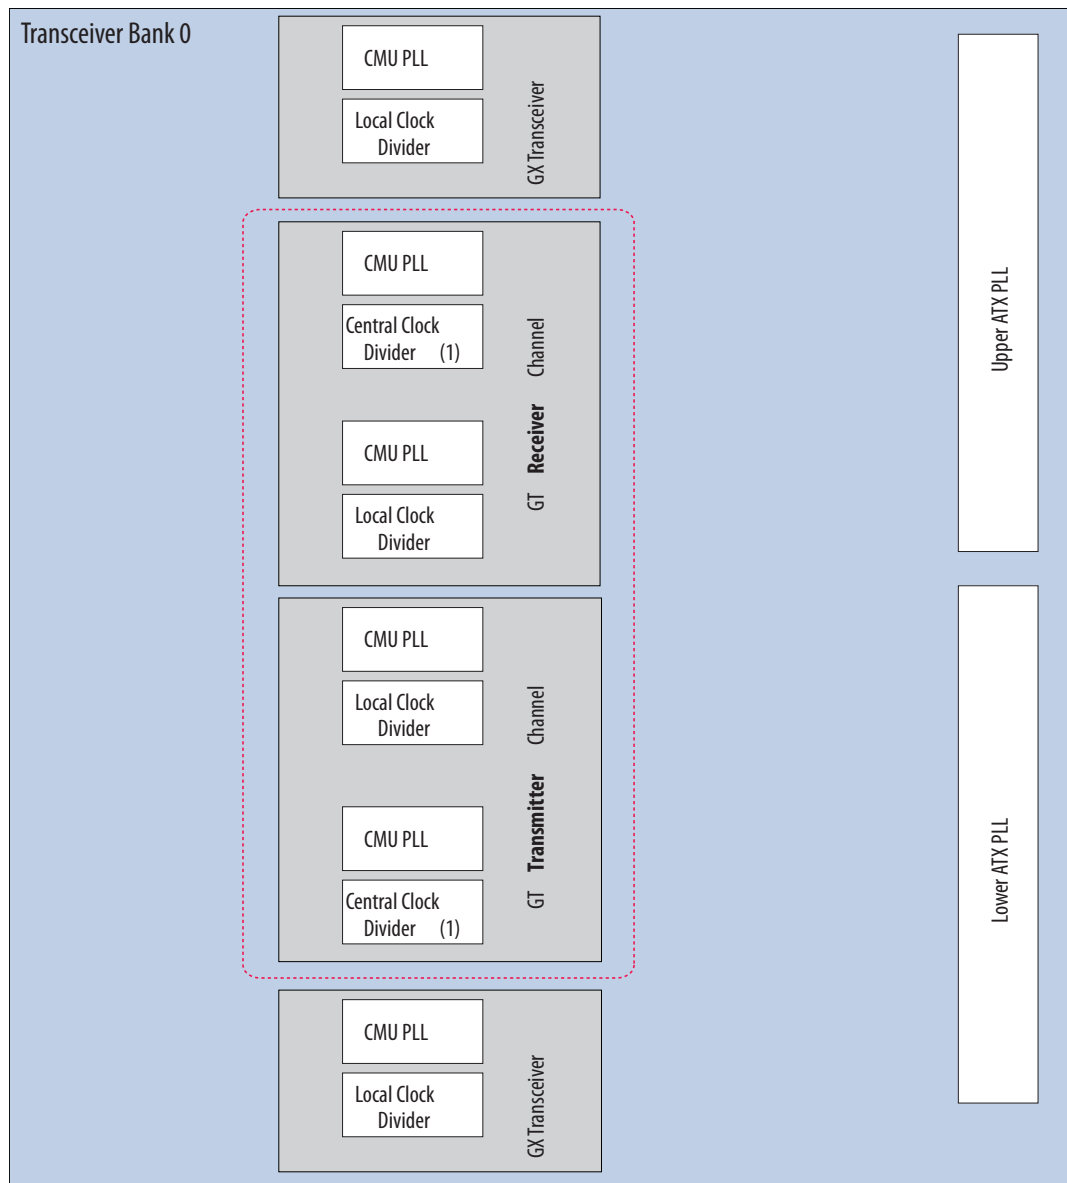 Transceiver Bank 0
CMU PLL
Local Clock
Divider
GX Transceiver
CMU PLL
Central Clock
Divider (1)
CMU PLL
Local Clock
Divider
GT Receiver Channel
CMU PLL
Local Clock
Divider
CMU PLL
Central Clock
Divider (1)
GT Transmitter Channel
CMU PLL
Local Clock
Divider
GX Transceiver
Upper ATX PLL
Lower ATX PLL